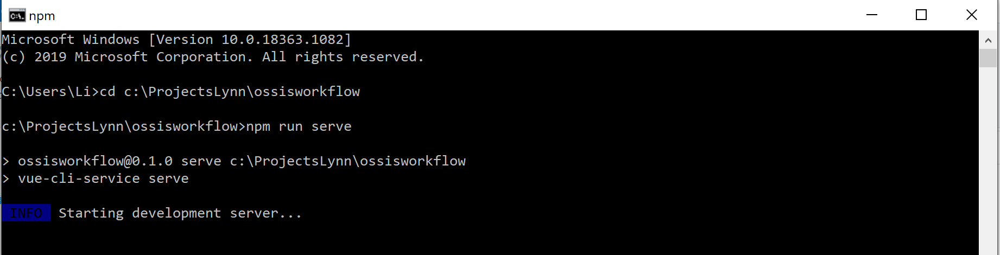 npm
Microsoft Windows [Version 10.0.18363.1082]
(c) 2019 Microsoft Corporation. All rights reserved.
C:\Users\Li>cd c:\ProjectsLynn\ossisworkflow
c:\ProjectsLynn\ossisworkflow>npm run serve
> ossisworkflow@0.1.0 serve c:\ProjectsLynn\ossisworkflow
> vue-cli-service serve
INFO Starting development server...